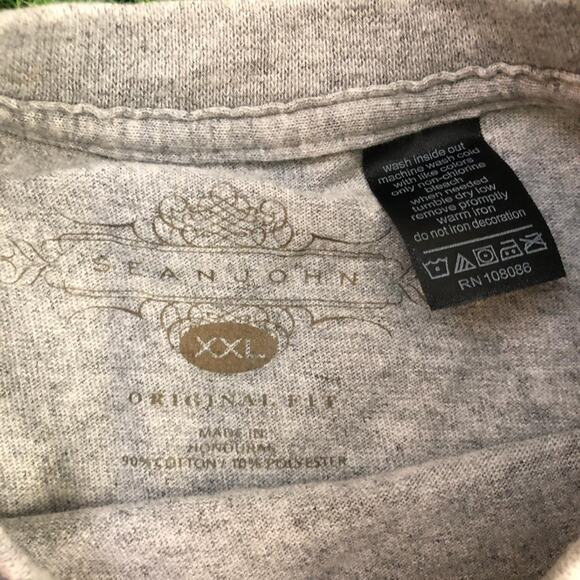 SEAN JOHN
XXL
ORIGINAL FIT
MADE IN
HONDURAS
90% COTTON / 10% POLYESTER
wash inside out
machine wash cold
with like colors
only non-chlorine
bleach
when needed
tumble dry low
remove promptly
warm iron
do not iron decoration
RN 108086